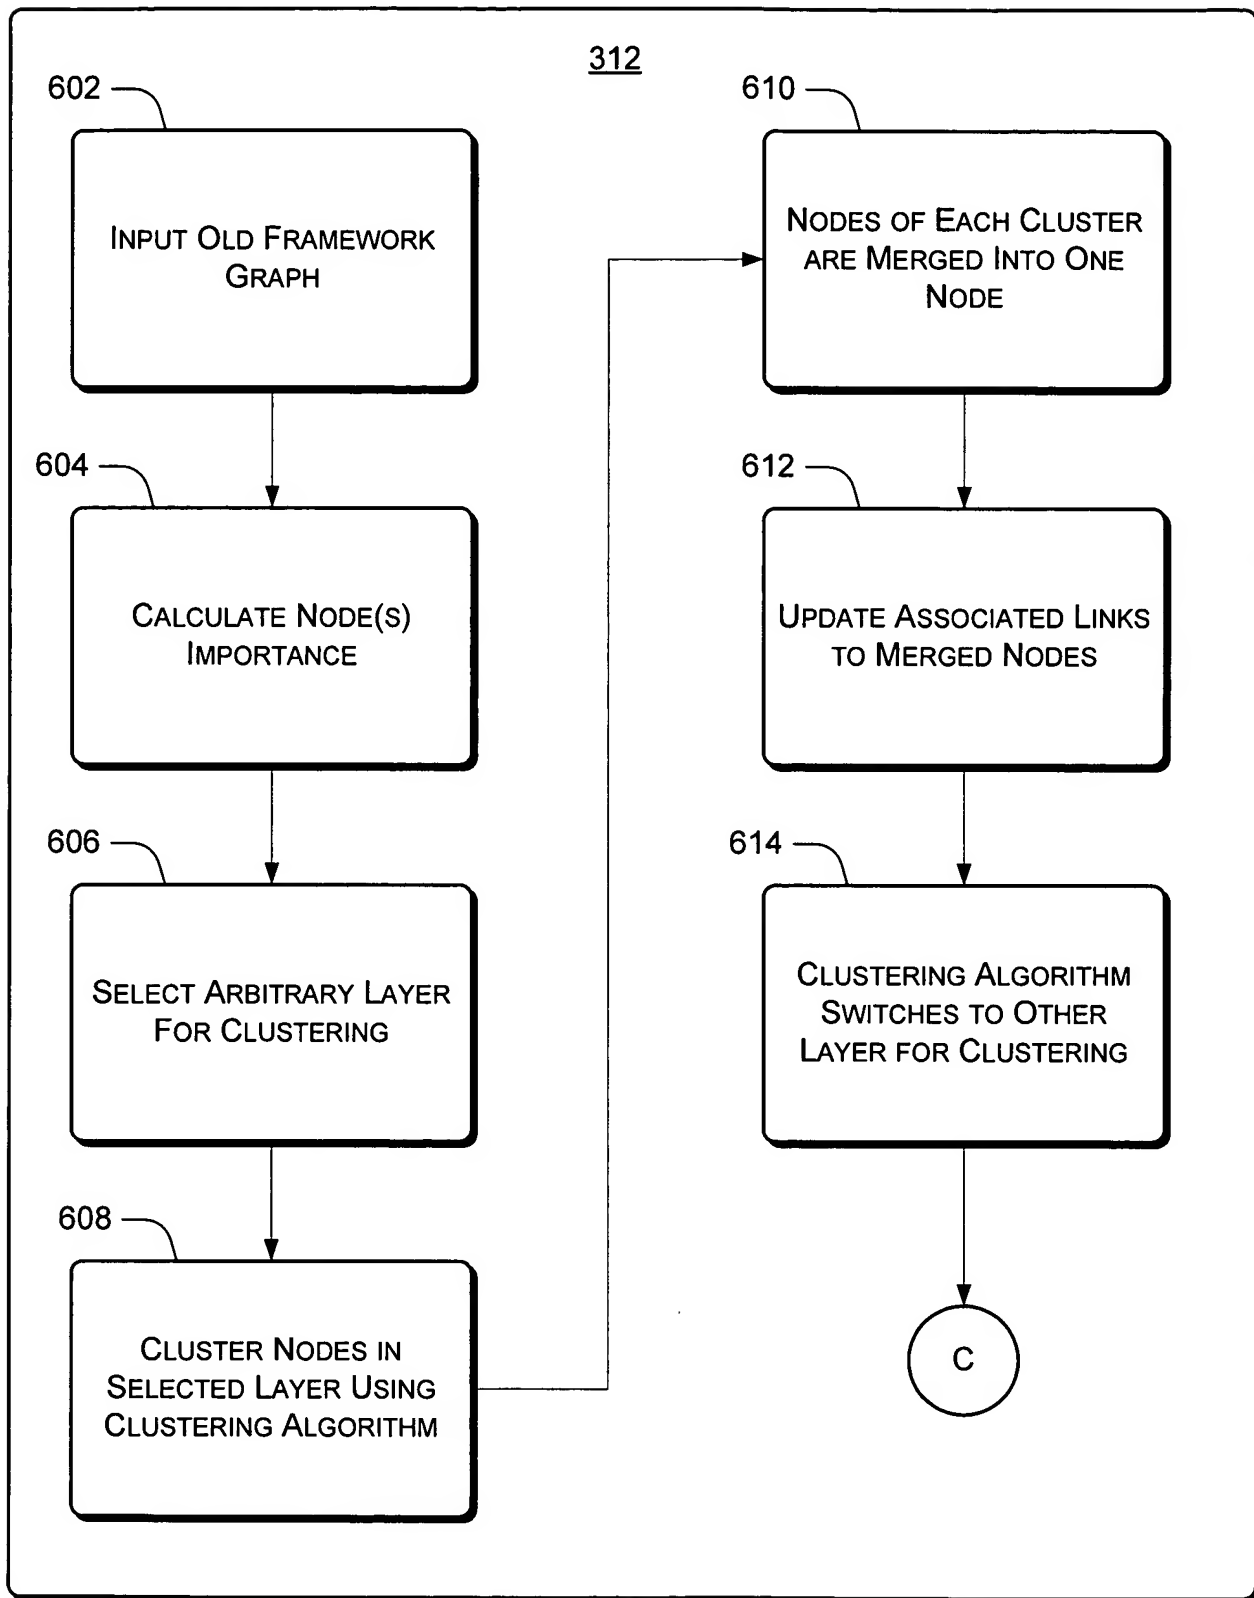 312
602
INPUT OLD FRAMEWORK
GRAPH
604
CALCULATE NODE(S)
IMPORTANCE
606
SELECT ARBITRARY LAYER
FOR CLUSTERING
608
CLUSTER NODES IN
SELECTED LAYER USING
CLUSTERING ALGORITHM
610
NODES OF EACH CLUSTER
ARE MERGED INTO ONE
NODE
612
UPDATE ASSOCIATED LINKS
TO MERGED NODES
614
CLUSTERING ALGORITHM
SWITCHES TO OTHER
LAYER FOR CLUSTERING
C